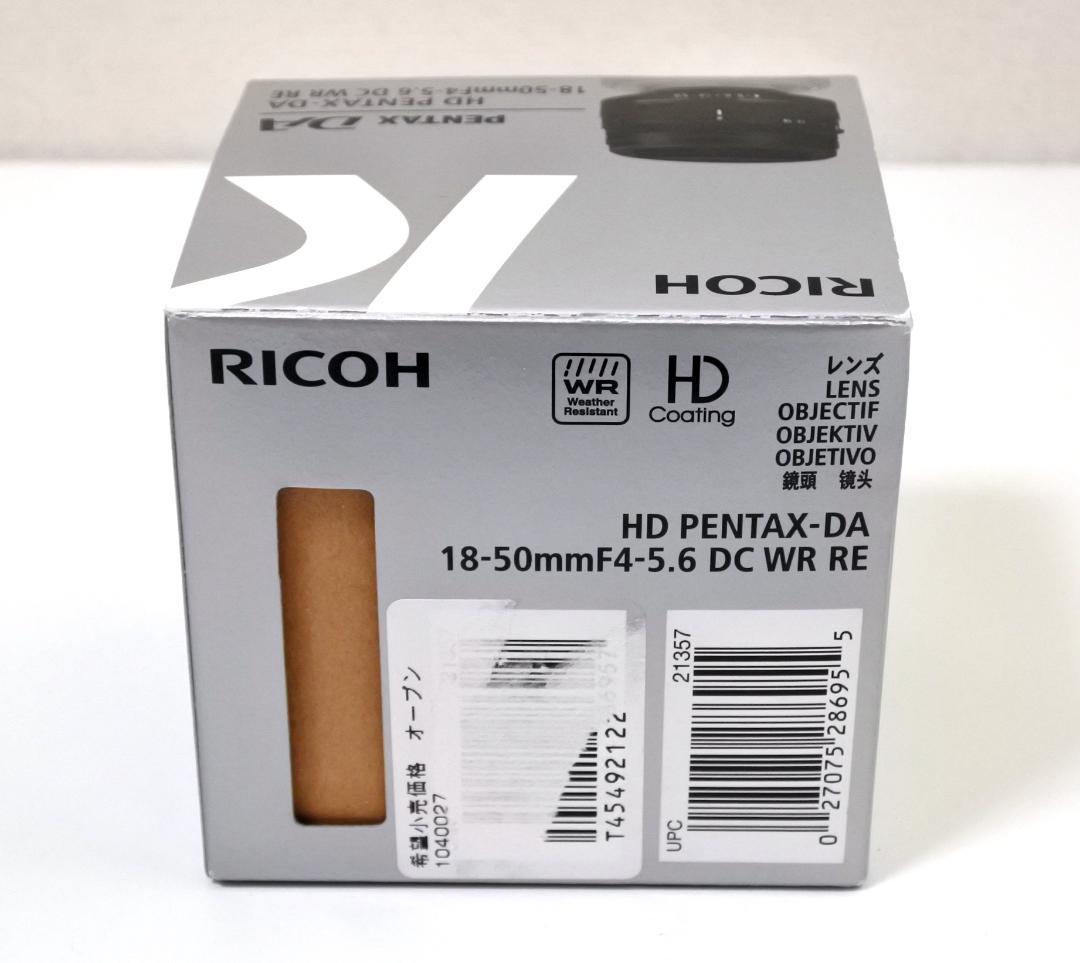 PENTAX DA
HD PENTAX-DA
18-50mmF4-5.6 DC WR RE
RICOH
RICOH
WR
Weather
Resistant
HD
Coating
レンズ
LENS
OBJECTIF
OBJEKTIV
OBJETIVO
鏡頭 镜头
HD PENTAX-DA
18-50mmF4-5.6 DC WR RE
希望小売価格 オープン
1040027
T45492122
21357
UPC
0 27075 28695 5